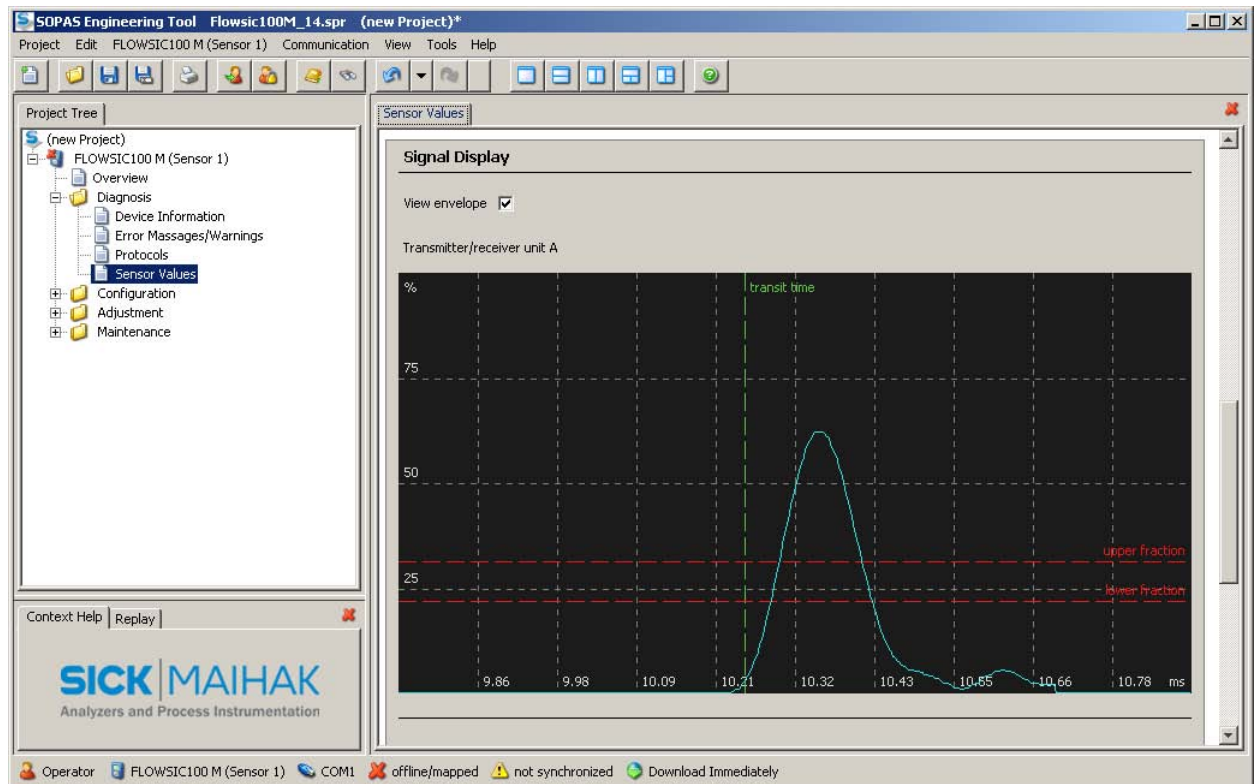 SOPAS Engineering Tool Flowsic100M_14.spr (new Project)*
Project Edit FLOWSIC100 M (Sensor 1) Communication View Tools Help
Project Tree
(new Project)
FLOWSIC100 M (Sensor 1)
Overview
Diagnosis
Device Information
Error Massages/Warnings
Protocols
Sensor Values
Configuration
Adjustment
Maintenance
Context Help Replay
SICK MAIHAK
Analyzers and Process Instrumentation
Sensor Values
Signal Display
View envelope
Transmitter/receiver unit A
% transit time
75
50
upper fraction
25
lower fraction
9.86 9.98 10.09 10.21 10.32 10.43 10.55 10.66 10.78 ms
Operator FLOWSIC100 M (Sensor 1) COM1 offline/mapped not synchronized Download Immediately